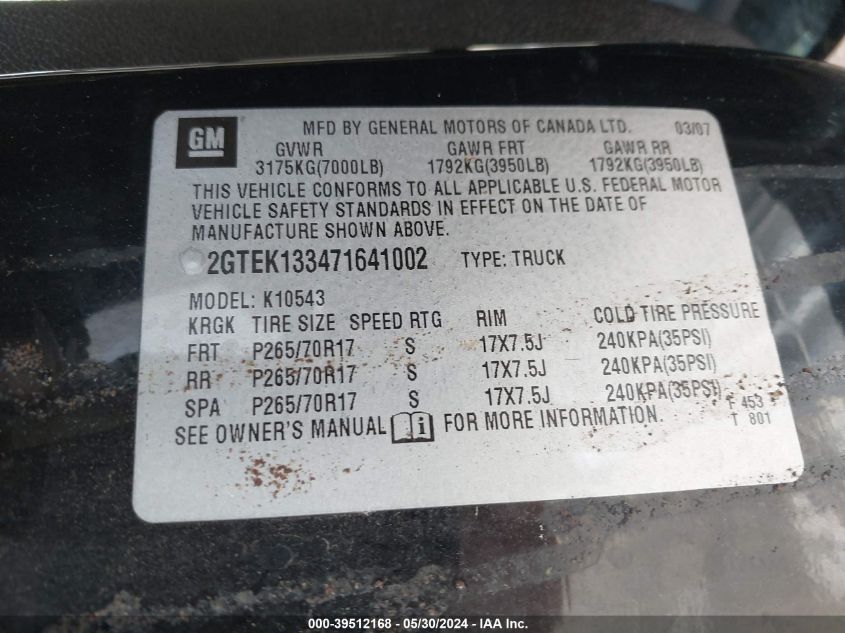 GM MFD BY GENERAL MOTORS OF CANADA LTD. 03/07
GVWR GAWR FRT GAWR RR
3175KG(7000LB) 1792KG(3950LB) 1792KG(3950LB)
THIS VEHICLE CONFORMS TO ALL APPLICABLE U.S. FEDERAL MOTOR
VEHICLE SAFETY STANDARDS IN EFFECT ON THE DATE OF
MANUFACTURE SHOWN ABOVE.
2GTEK133471641002 TYPE: TRUCK
MODEL: K10543
KRGK TIRE SIZE SPEED RTG RIM COLD TIRE PRESSURE
FRT P265/70R17 S 17X7.5J 240KPA(35PSI)
RR P265/70R17 S 17X7.5J 240KPA(35PSI)
SPA P265/70R17 S 17X7.5J 240KPA(35PSI)
SEE OWNER'S MANUAL i FOR MORE INFORMATION.
F 453
T 801
000-39512168 - 05/30/2024 - IAA Inc.